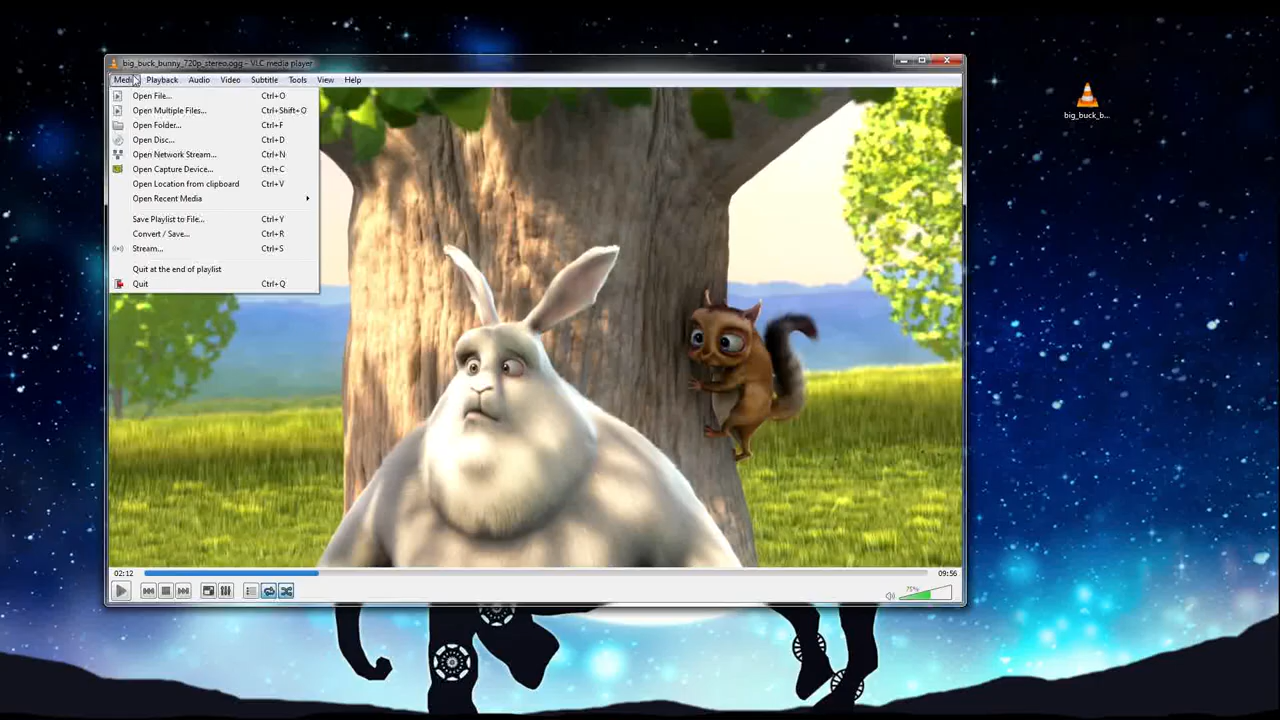 big_buck_bunny_720p_stereo.ogg - VLC media player
Media Playback Audio Video Subtitle Tools View Help
Open File... Ctrl+O
Open Multiple Files... Ctrl+Shift+O
Open Folder... Ctrl+F
Open Disc... Ctrl+D
Open Network Stream... Ctrl+N
Open Capture Device... Ctrl+C
Open Location from clipboard Ctrl+V
Open Recent Media
Save Playlist to File... Ctrl+Y
Convert / Save... Ctrl+R
Stream... Ctrl+S
Quit at the end of playlist
Quit Ctrl+Q
big_buck_b...
02:12 09:56
75%